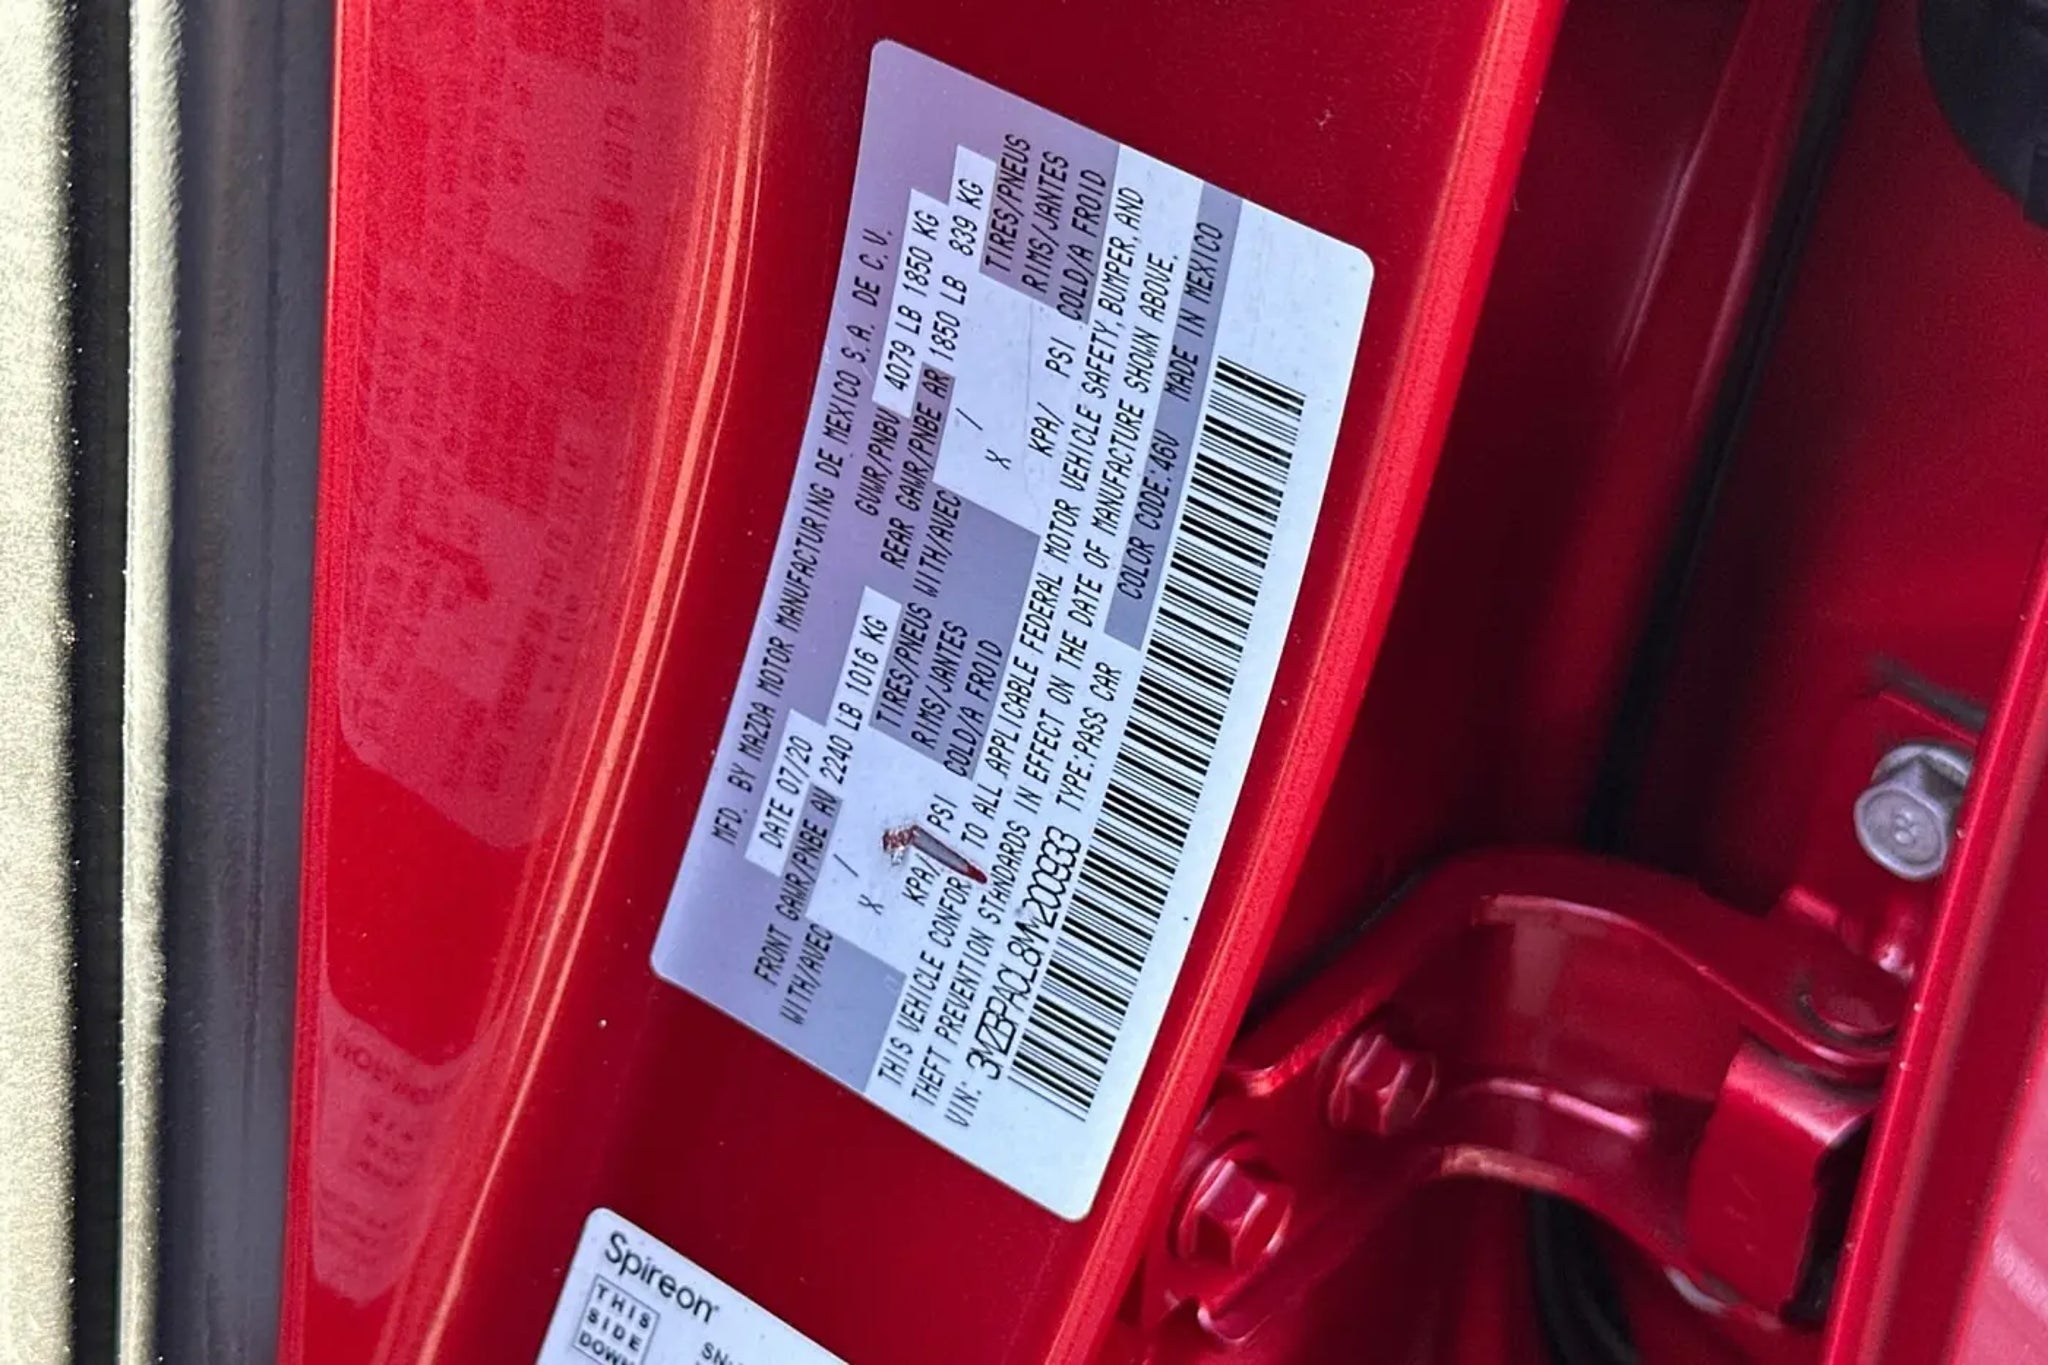 MFD. BY MAZDA MOTOR MANUFACTURING DE MEXICO S.A. DE C.V.
DATE 07/20 GVWR/PNBV 4079 LB 1850 KG
FRONT GAWR/PNBE AV 2240 LB 1016 KG REAR GAWR/PNBE AR 1850 LB 839 KG
WITH/AVEC / TIRES/PNEUS WITH/AVEC / TIRES/PNEUS
X RIMS/JANTES X RIMS/JANTES
KPA/ PSI COLD/A FROID KPA/ PSI COLD/A FROID
THIS VEHICLE CONFORMS TO ALL APPLICABLE FEDERAL MOTOR VEHICLE SAFETY, BUMPER, AND
THEFT PREVENTION STANDARDS IN EFFECT ON THE DATE OF MANUFACTURE SHOWN ABOVE.
VIN: 3MZBPA0L8MM200933 TYPE:PASS CAR COLOR CODE:46V MADE IN MEXICO
Spireon
THIS
SIDE
DOWN
8